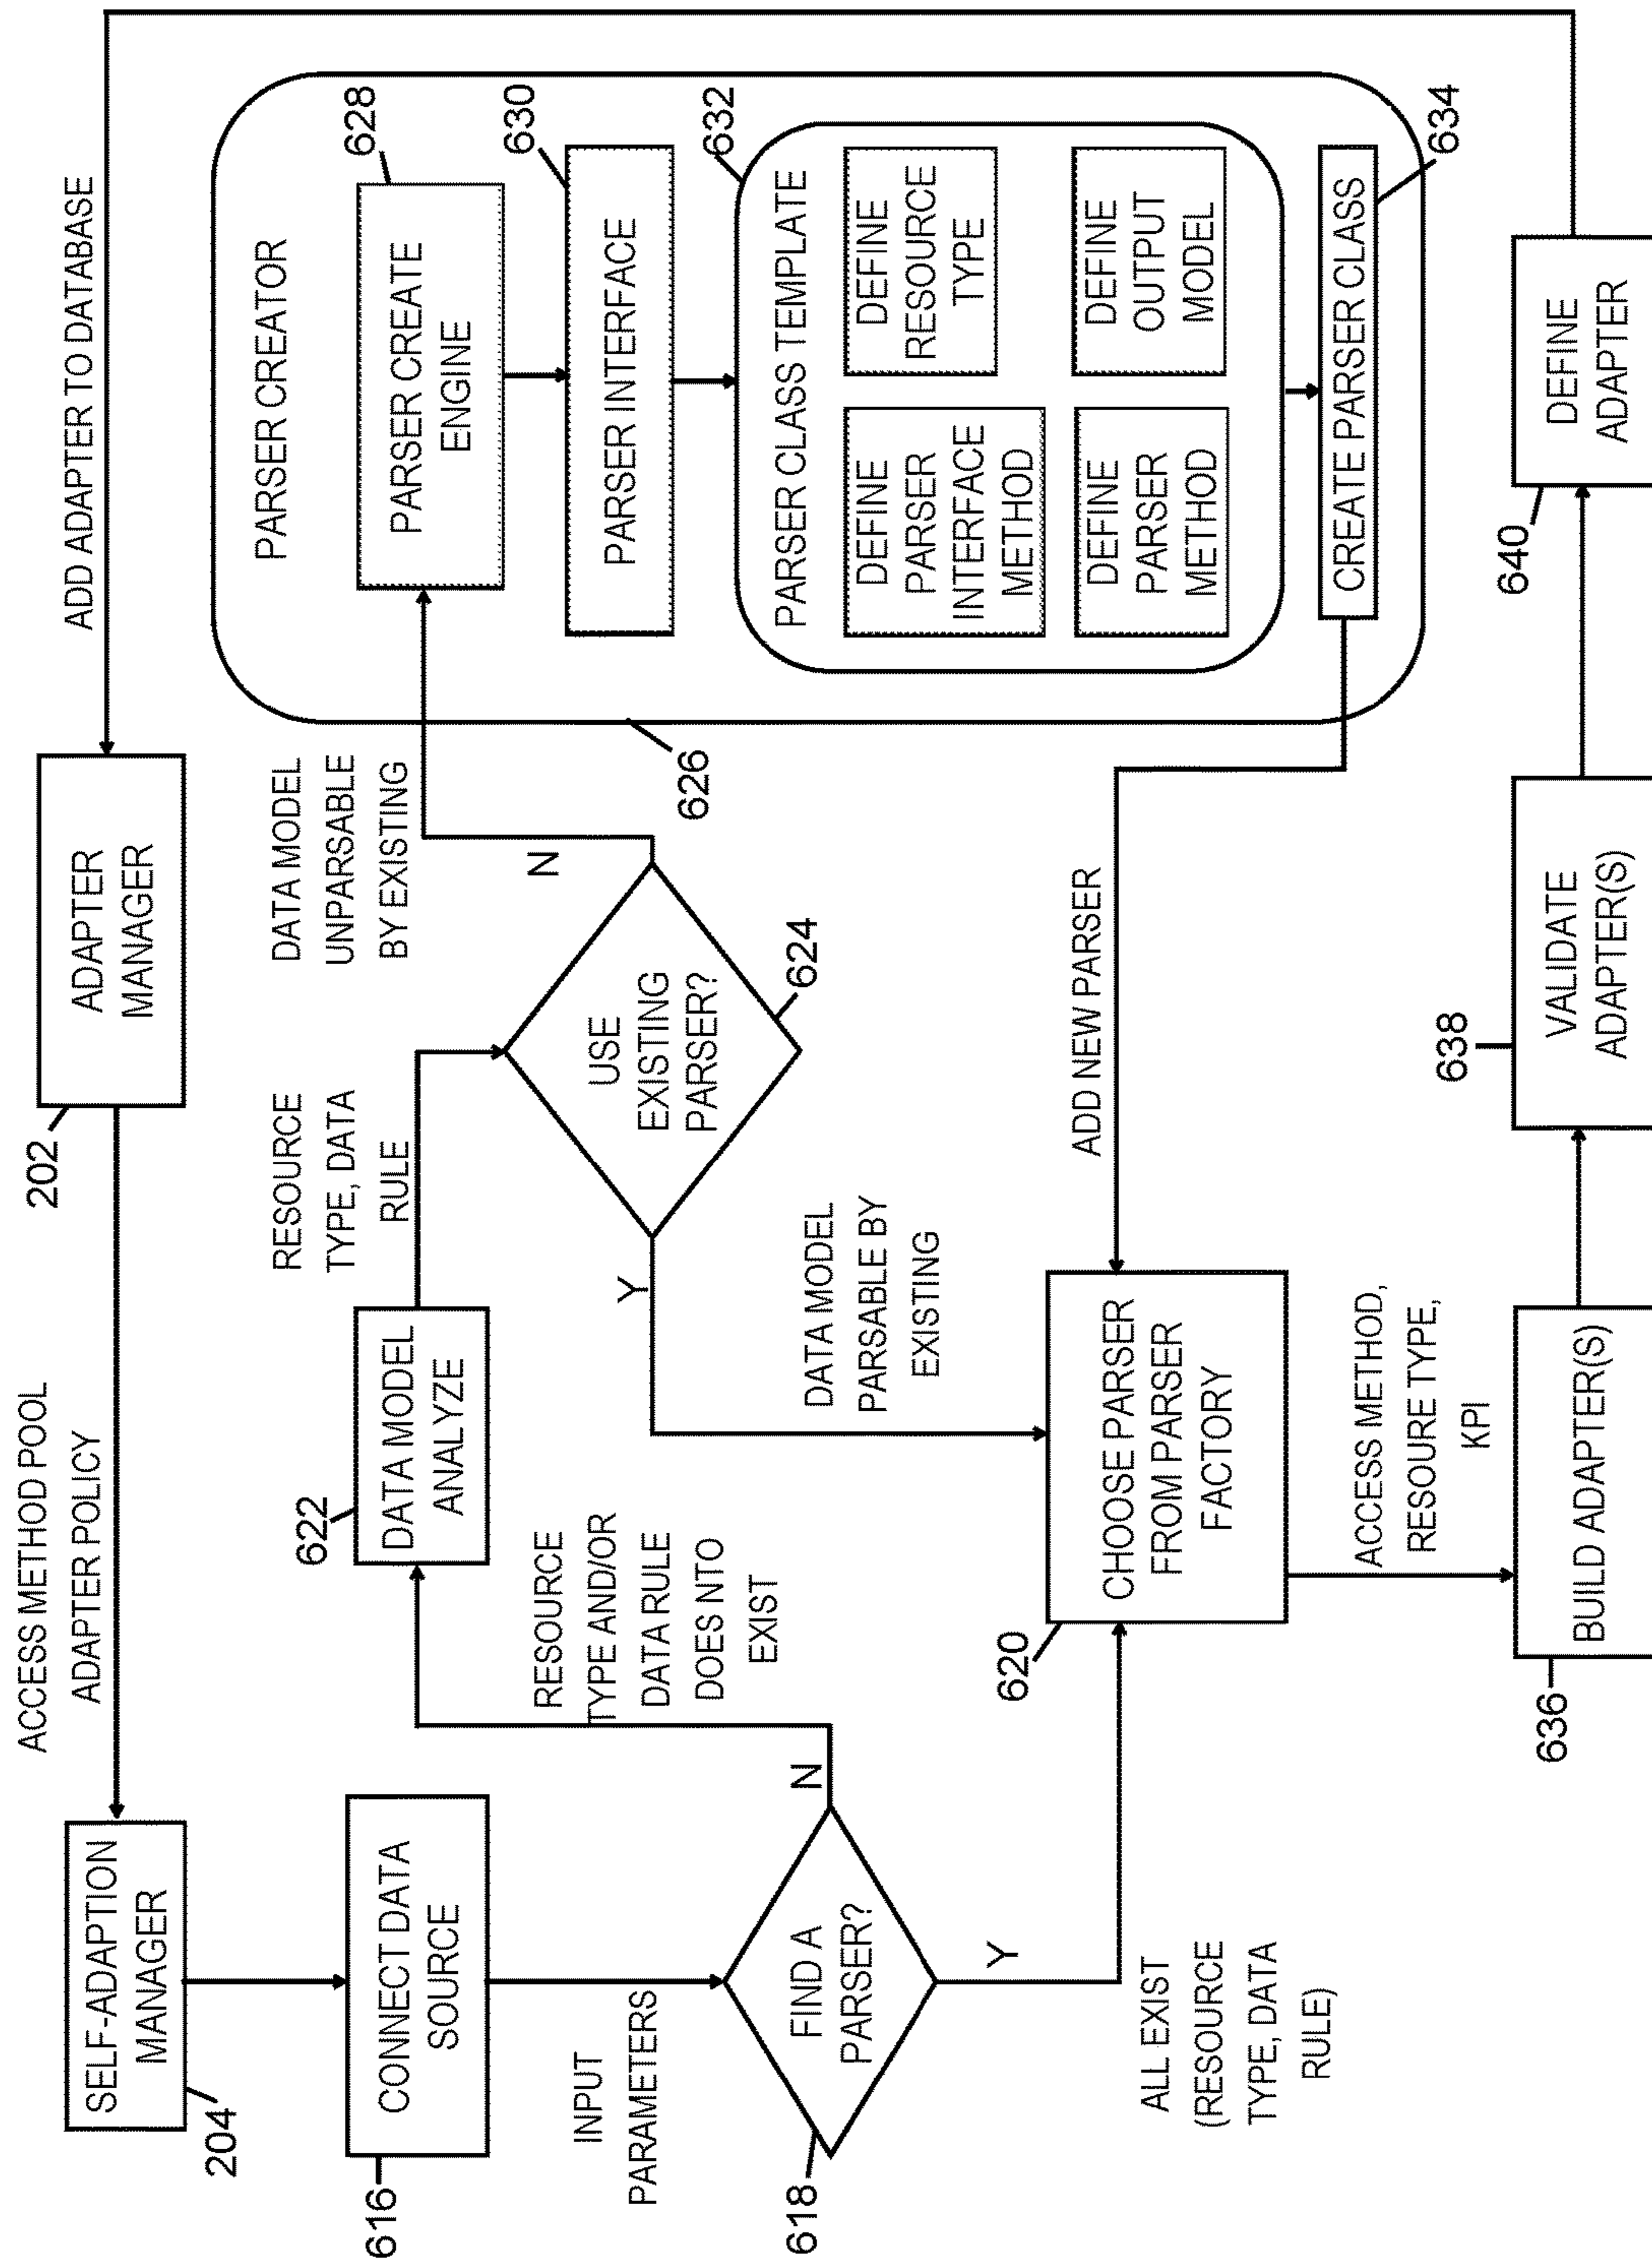 ACCESS METHOD POOL
ADAPTER POLICY
ADD ADAPTER TO DATABASE
SELF-ADAPTION
MANAGER
204
ADAPTER
MANAGER
202
CONNECT DATA
SOURCE
616
INPUT
PARAMETERS
FIND A
PARSER?
618
N
Y
RESOURCE
TYPE AND/OR
DATA RULE
DOES NTO
EXIST
ALL EXIST
(RESOURCE
TYPE, DATA
RULE)
DATA MODEL
ANALYZE
622
RESOURCE
TYPE, DATA
RULE
USE
EXISTING
PARSER?
624
N
Y
DATA MODEL
UNPARSABLE
BY EXISTING
DATA MODEL
PARSABLE BY
EXISTING
PARSER CREATOR
626
PARSER CREATE
ENGINE
628
PARSER INTERFACE
630
PARSER CLASS TEMPLATE
632
DEFINE
PARSER
INTERFACE
METHOD
DEFINE
RESOURCE
TYPE
DEFINE
PARSER
METHOD
DEFINE
OUTPUT
MODEL
CREATE PARSER CLASS
634
ADD NEW PARSER
CHOOSE PARSER
FROM PARSER
FACTORY
620
ACCESS METHOD,
RESOURE TYPE,
KPI
BUILD ADAPTER(S)
636
VALIDATE
ADAPTER(S)
638
DEFINE
ADAPTER
640